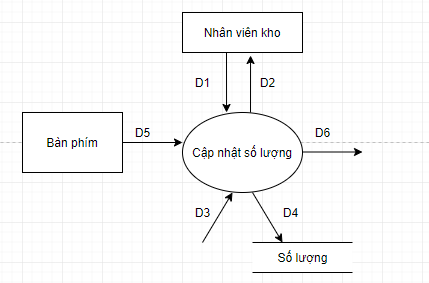 Nhân viên kho
D1
D2
Bàn phím
D5
Cập nhật số lượng
D6
D3
D4
Số lượng